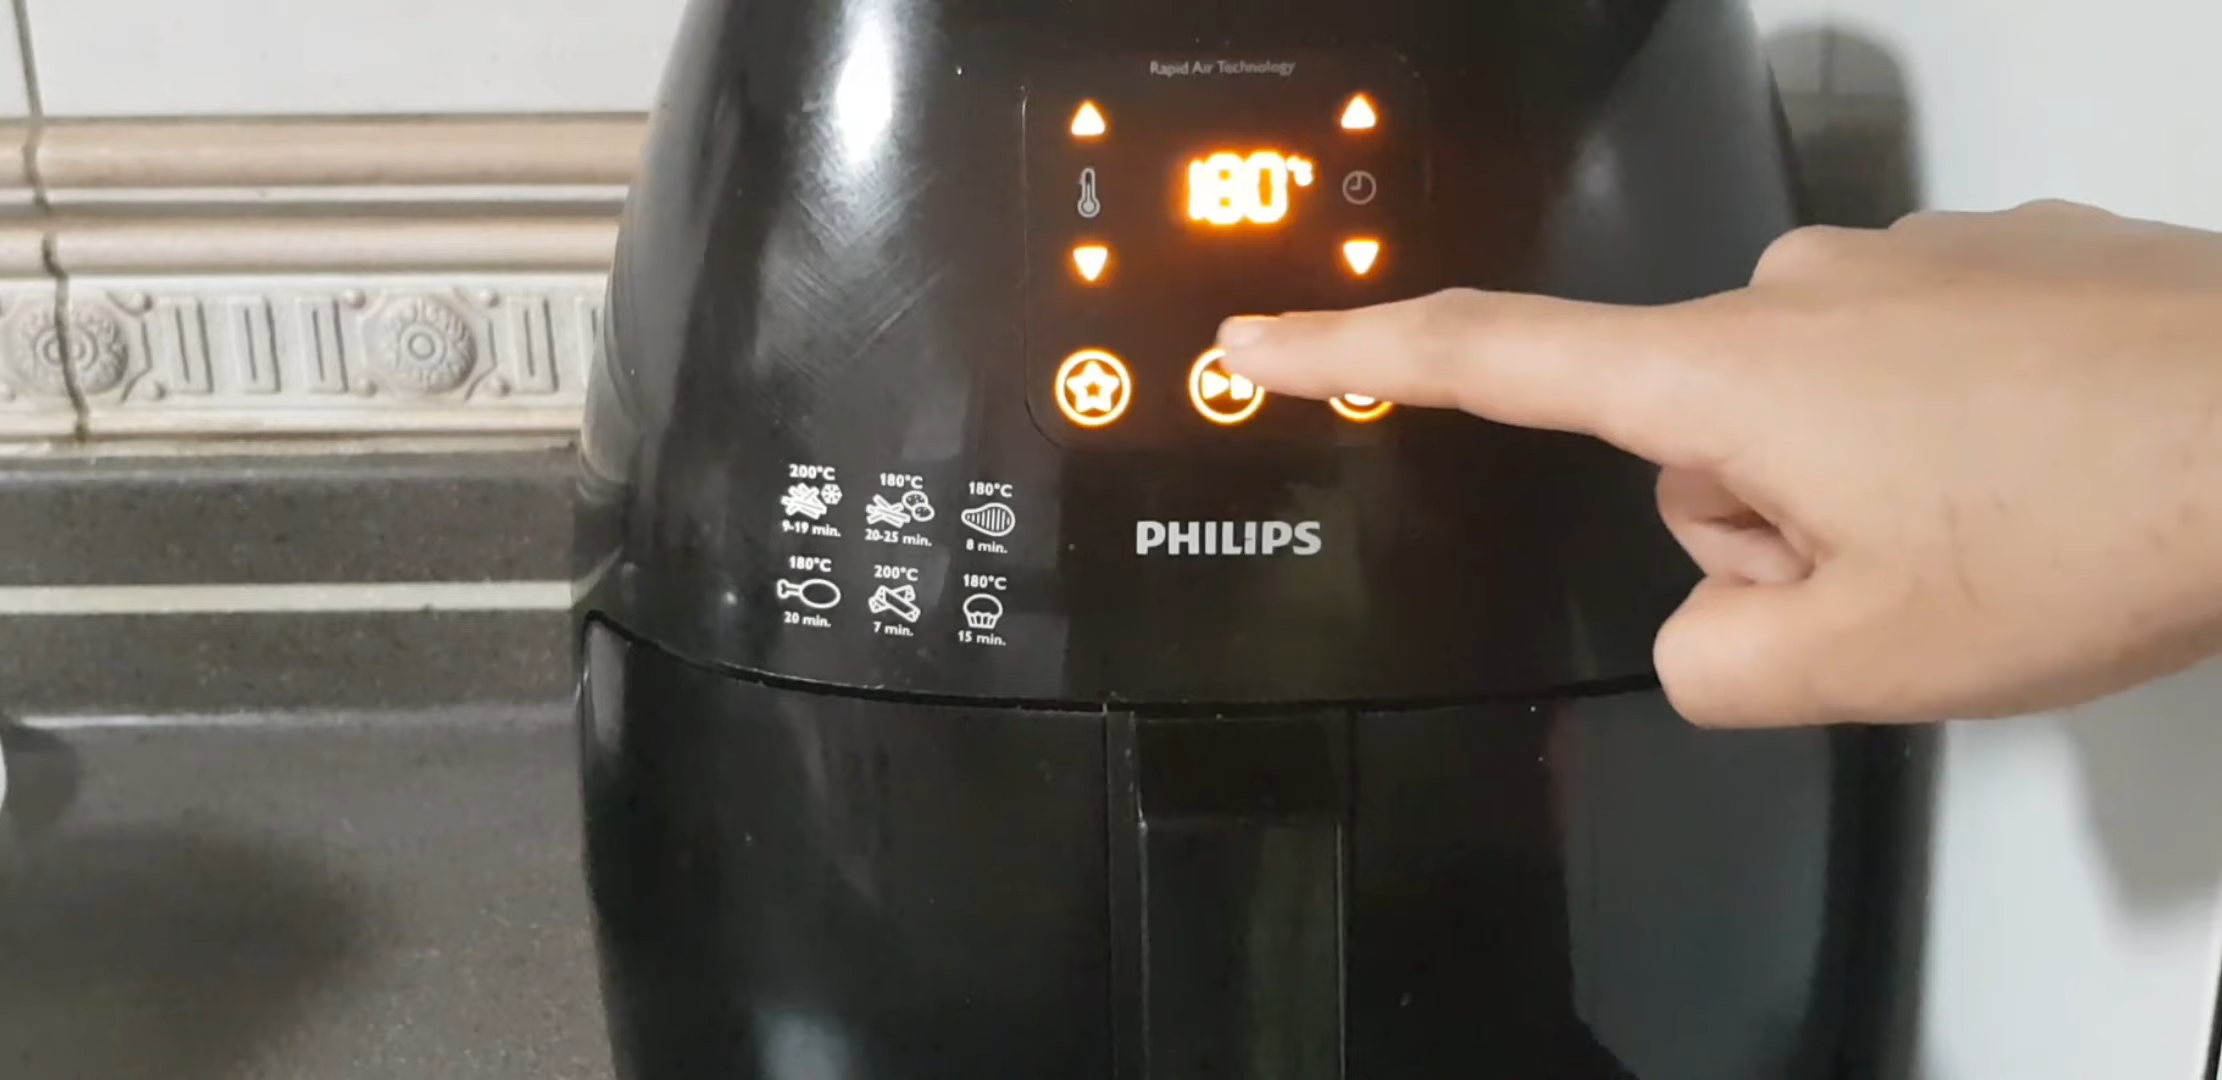 Rapid Air Technology
180°C
200°C 180°C 180°C
9-19 min. 20-25 min. 8 min.
PHILIPS
180°C 200°C 180°C
20 min. 7 min. 15 min.